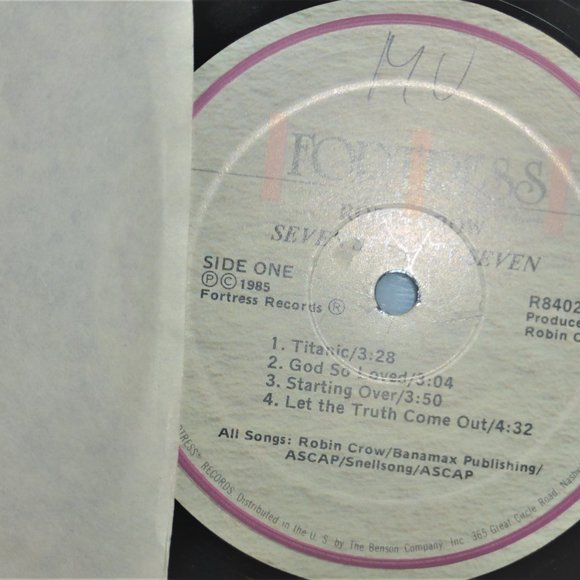 MU
FORTRESS
SEVEN SEVEN
SIDE ONE
ⓅⒸ 1985
Fortress Records ®
R8402
Produce
Robin C
1. Titanic/3:28
2. God So Loved/3:04
3. Starting Over/3:50
4. Let the Truth Come Out/4:32
All Songs: Robin Crow/Banamax Publishing/
ASCAP/Snellsong/ASCAP
RTRESS® RECORDS Distributed in the U. S. by The Benson Company, Inc. 365 Great Circle Road, Nash